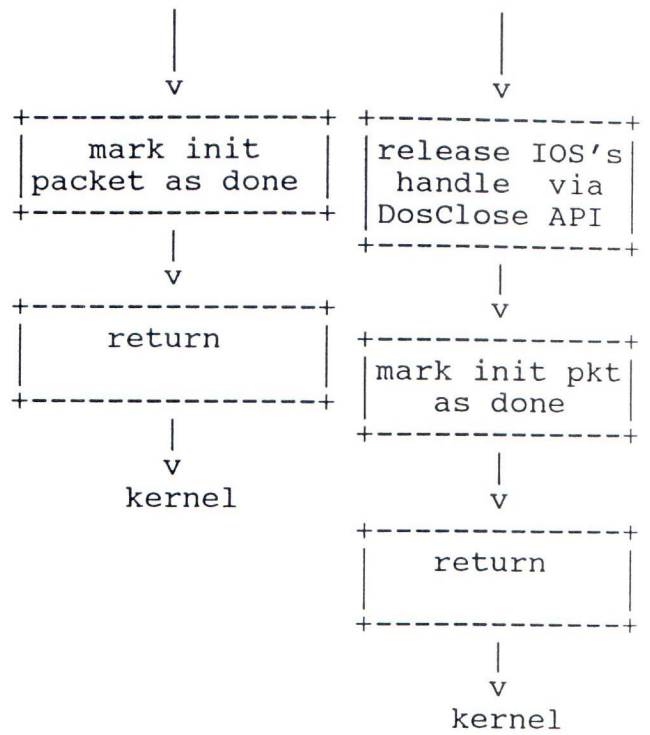 mark init
packet as done
return
kernel
release IOS's
handle via
DosClose API
mark init pkt
as done
return
kernel